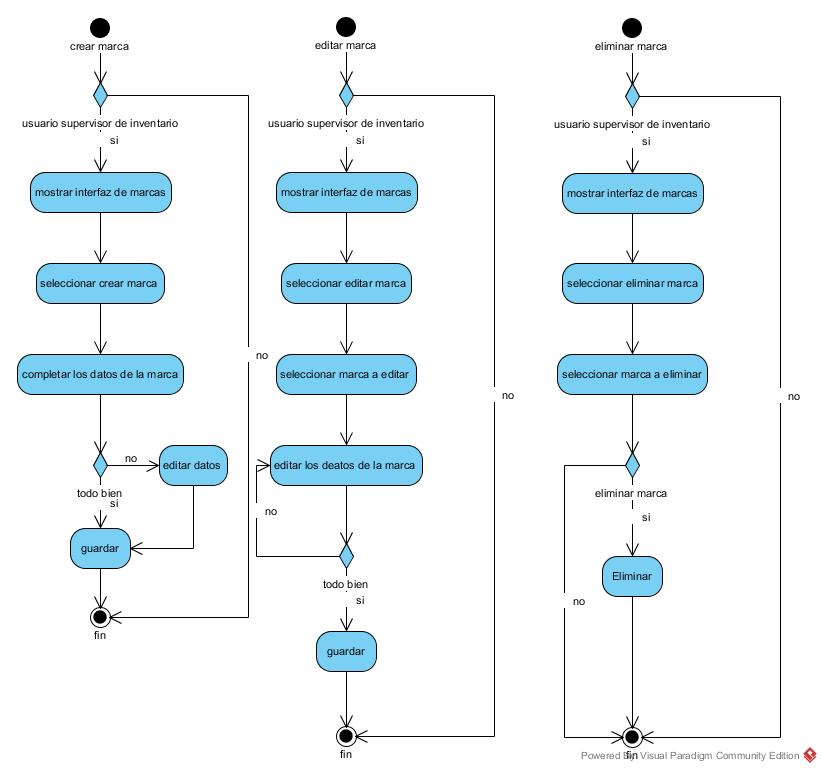 crear marca
usuario supervisor de inventario
si
mostrar interfaz de marcas
seleccionar crear marca
completar los datos de la marca
no
no
editar datos
todo bien
si
guardar
fin
editar marca
usuario supervisor de inventario
si
mostrar interfaz de marcas
seleccionar editar marca
seleccionar marca a editar
no
editar los deatos de la marca
no
todo bien
si
guardar
fin
eliminar marca
usuario supervisor de inventario
si
mostrar interfaz de marcas
seleccionar eliminar marca
seleccionar marca a eliminar
no
eliminar marca
si
Eliminar
no
fin
Powered By Visual Paradigm Community Edition